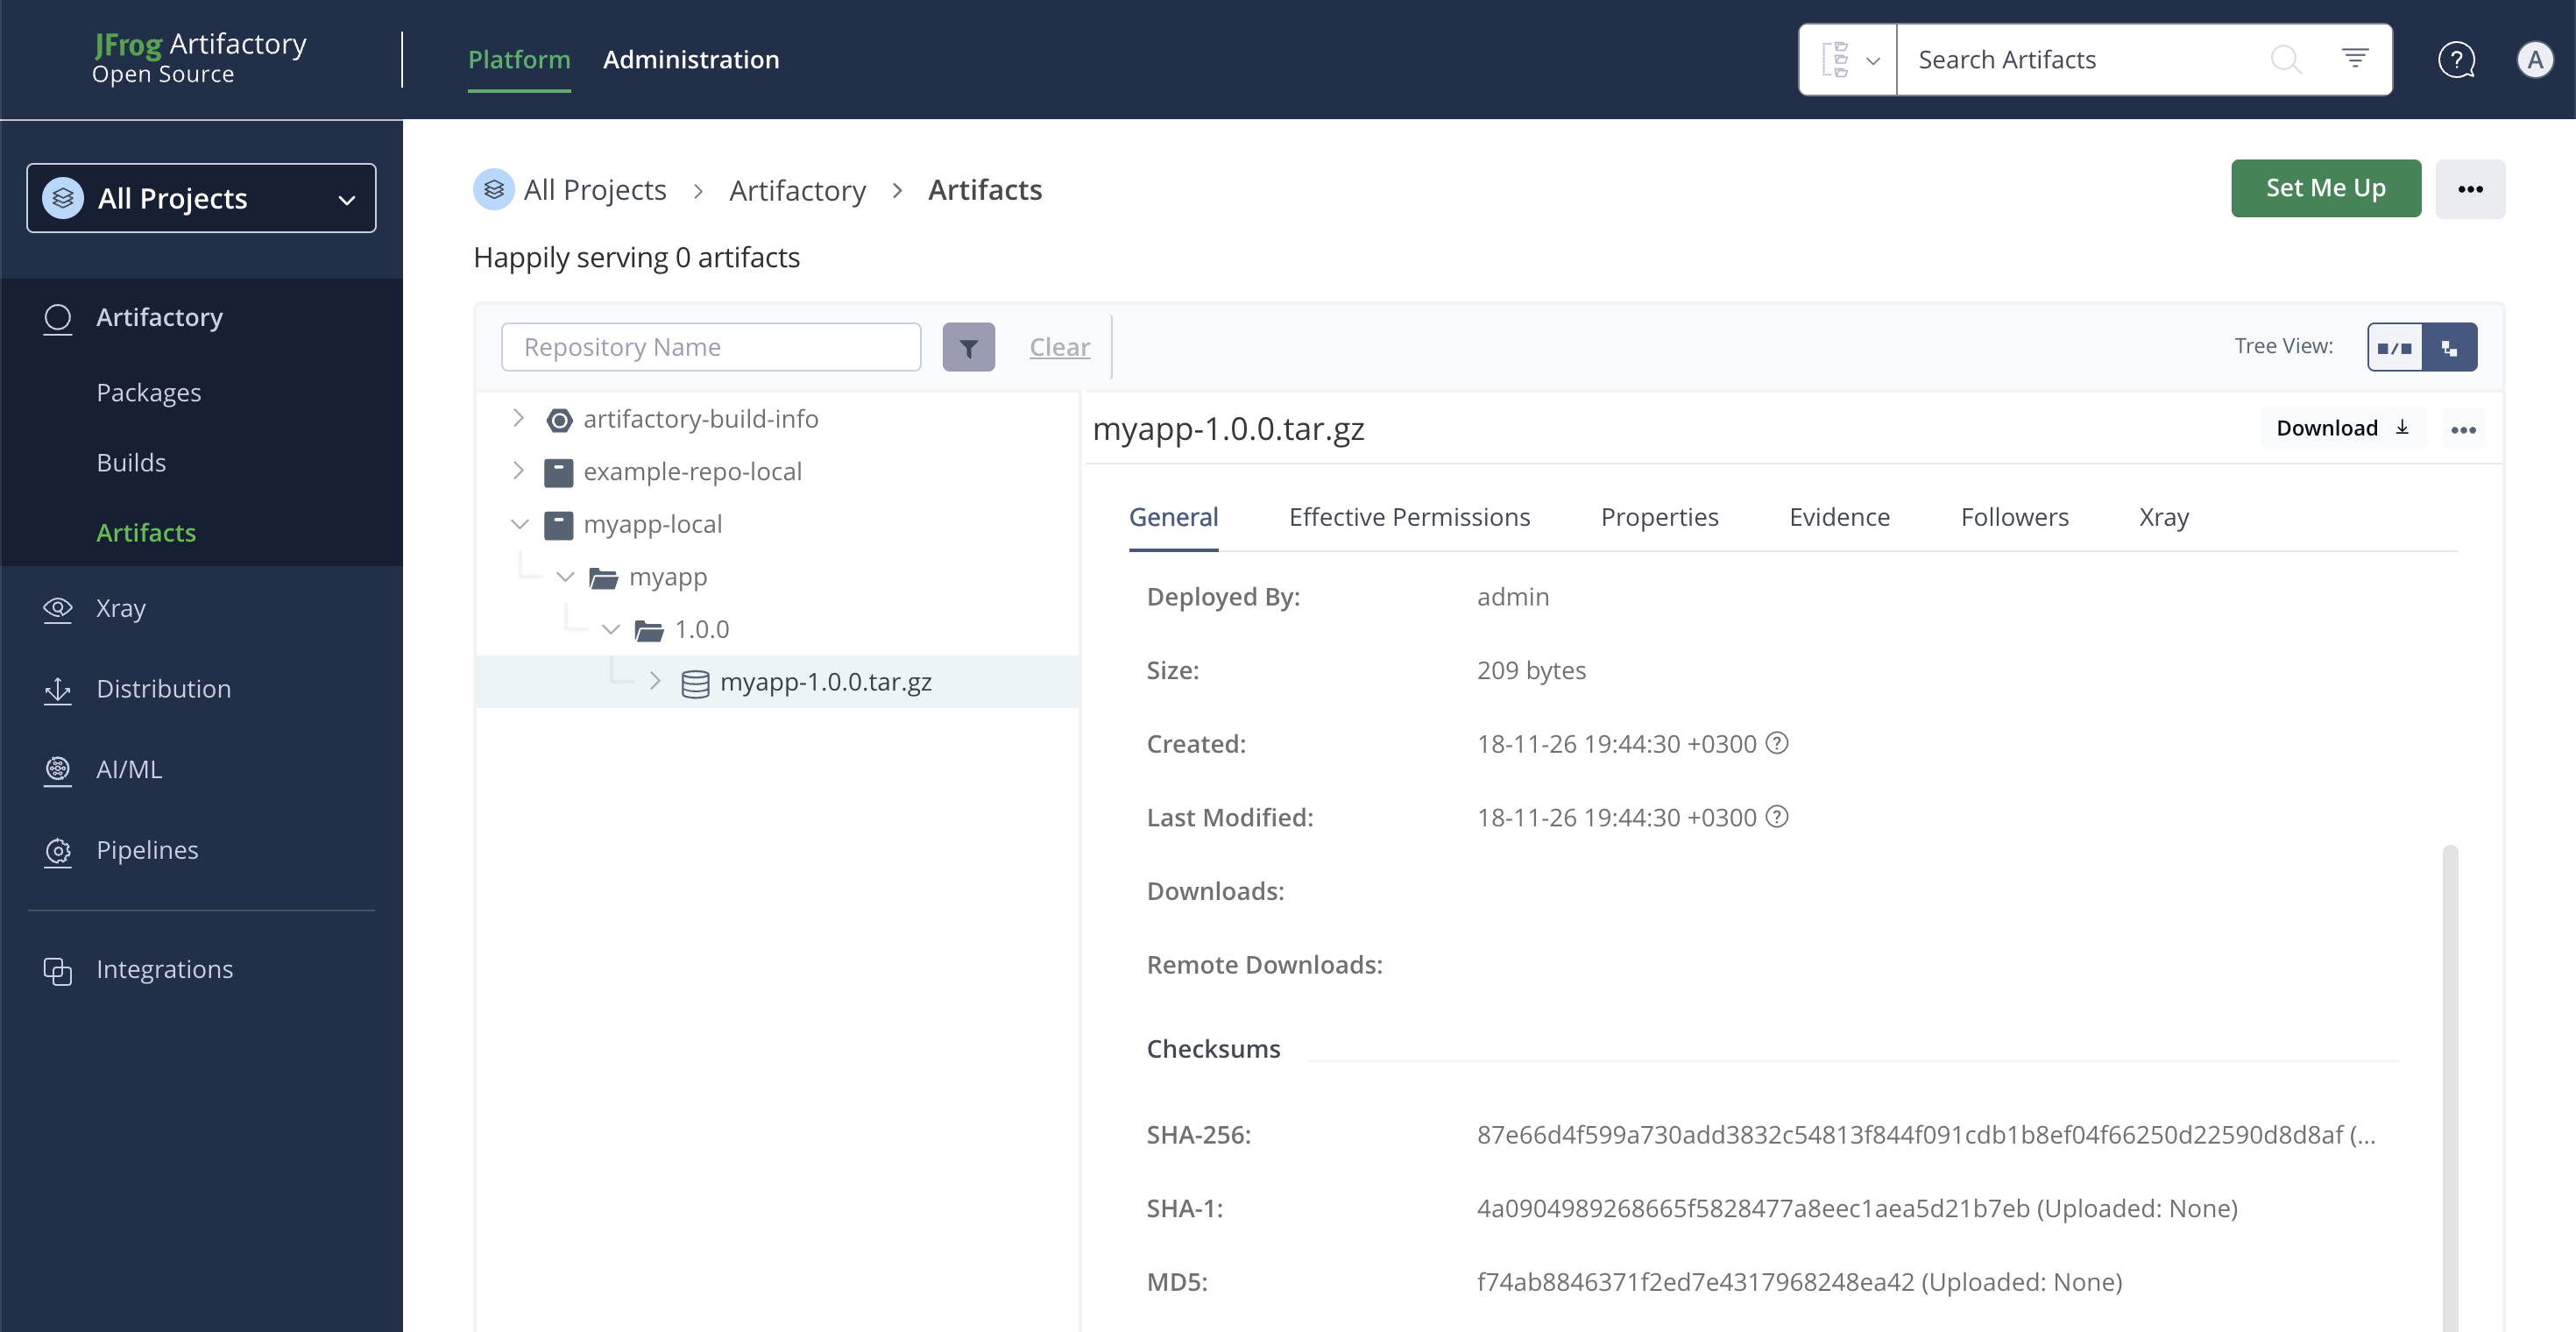 JFrog Artifactory
Open Source
Platform
Administration
Search Artifacts
?
A
All Projects
All Projects > Artifactory > Artifacts
Set Me Up
Happily serving 0 artifacts
Artifactory
Packages
Builds
Artifacts
Xray
Distribution
AI/ML
Pipelines
Integrations
Repository Name
Clear
Tree View:
artifactory-build-info
example-repo-local
myapp-local
myapp
1.0.0
myapp-1.0.0.tar.gz
myapp-1.0.0.tar.gz
Download
General
Effective Permissions
Properties
Evidence
Followers
Xray
Deployed By: admin
Size: 209 bytes
Created: 18-11-26 19:44:30 +0300 ?
Last Modified: 18-11-26 19:44:30 +0300 ?
Downloads:
Remote Downloads:
Checksums
SHA-256: 87e66d4f599a730add3832c54813f844f091cdb1b8ef04f66250d22590d8d8af (...
SHA-1: 4a0904989268665f5828477a8eec1aea5d21b7eb (Uploaded: None)
MD5: f74ab8846371f2ed7e4317968248ea42 (Uploaded: None)